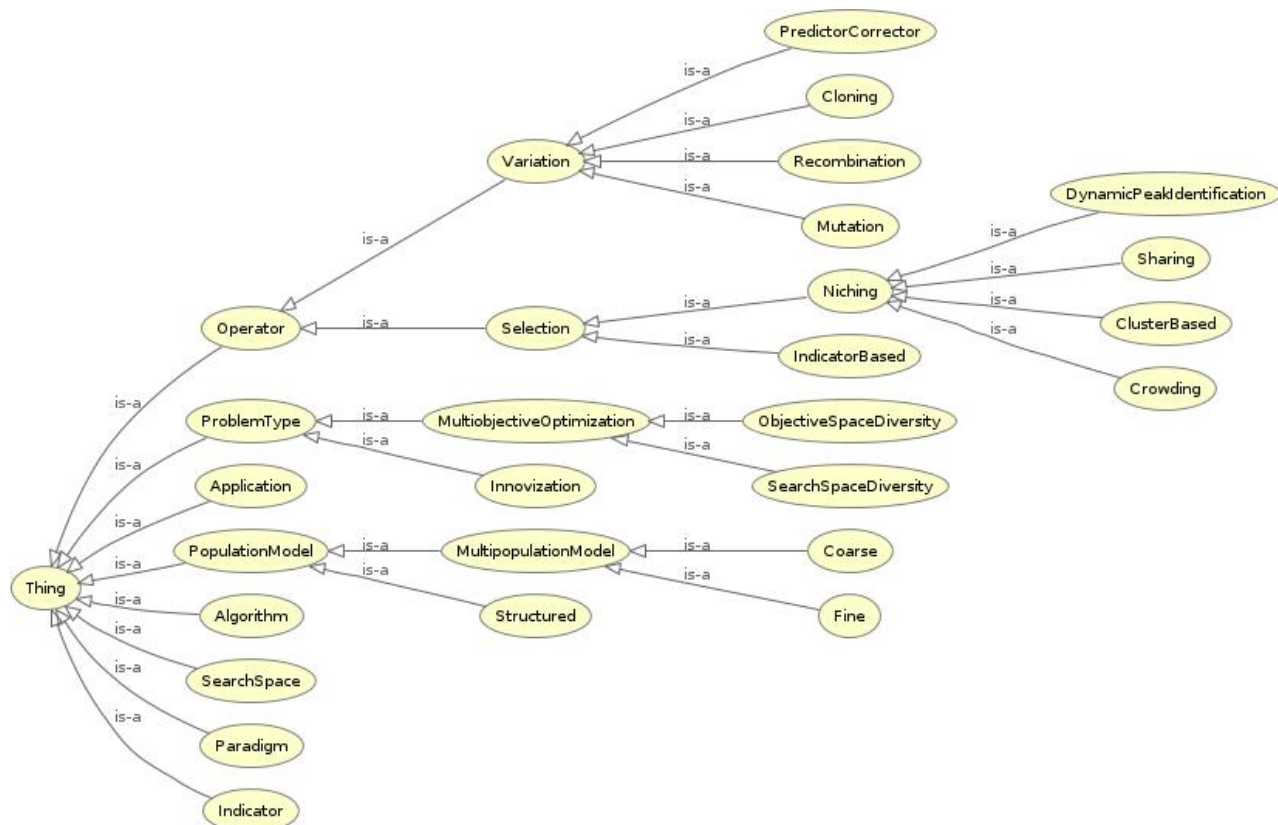 PredictorCorrector
is-a
Cloning
is-a
Variation
is-a
Recombination
is-a
DynamicPeakIdentification
Mutation
is-a
is-a
Sharing
is-a
Niching
is-a
is-a
ClusterBased
Operator
is-a
Selection
is-a
is-a
IndicatorBased
Crowding
is-a
ProblemType
is-a
MultiobjectiveOptimization
is-a
ObjectiveSpaceDiversity
is-a
is-a
is-a
Application
Innovization
SearchSpaceDiversity
is-a
PopulationModel
is-a
MultipopulationModel
is-a
Coarse
is-a
is-a
is-a
Thing
is-a
Algorithm
Structured
Fine
is-a
SearchSpace
is-a
Paradigm
is-a
Indicator